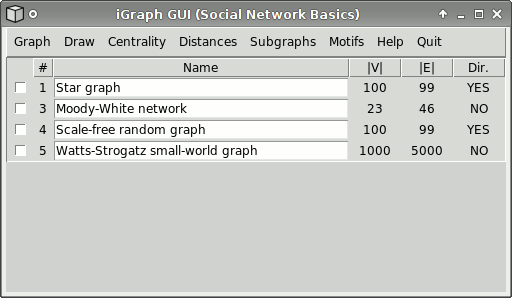 iGraph GUI (Social Network Basics)
Graph Draw Centrality Distances Subgraphs Motifs Help Quit
# Name |V| |E| Dir.
1 Star graph 100 99 YES
3 Moody-White network 23 46 NO
4 Scale-free random graph 100 99 YES
5 Watts-Strogatz small-world graph 1000 5000 NO